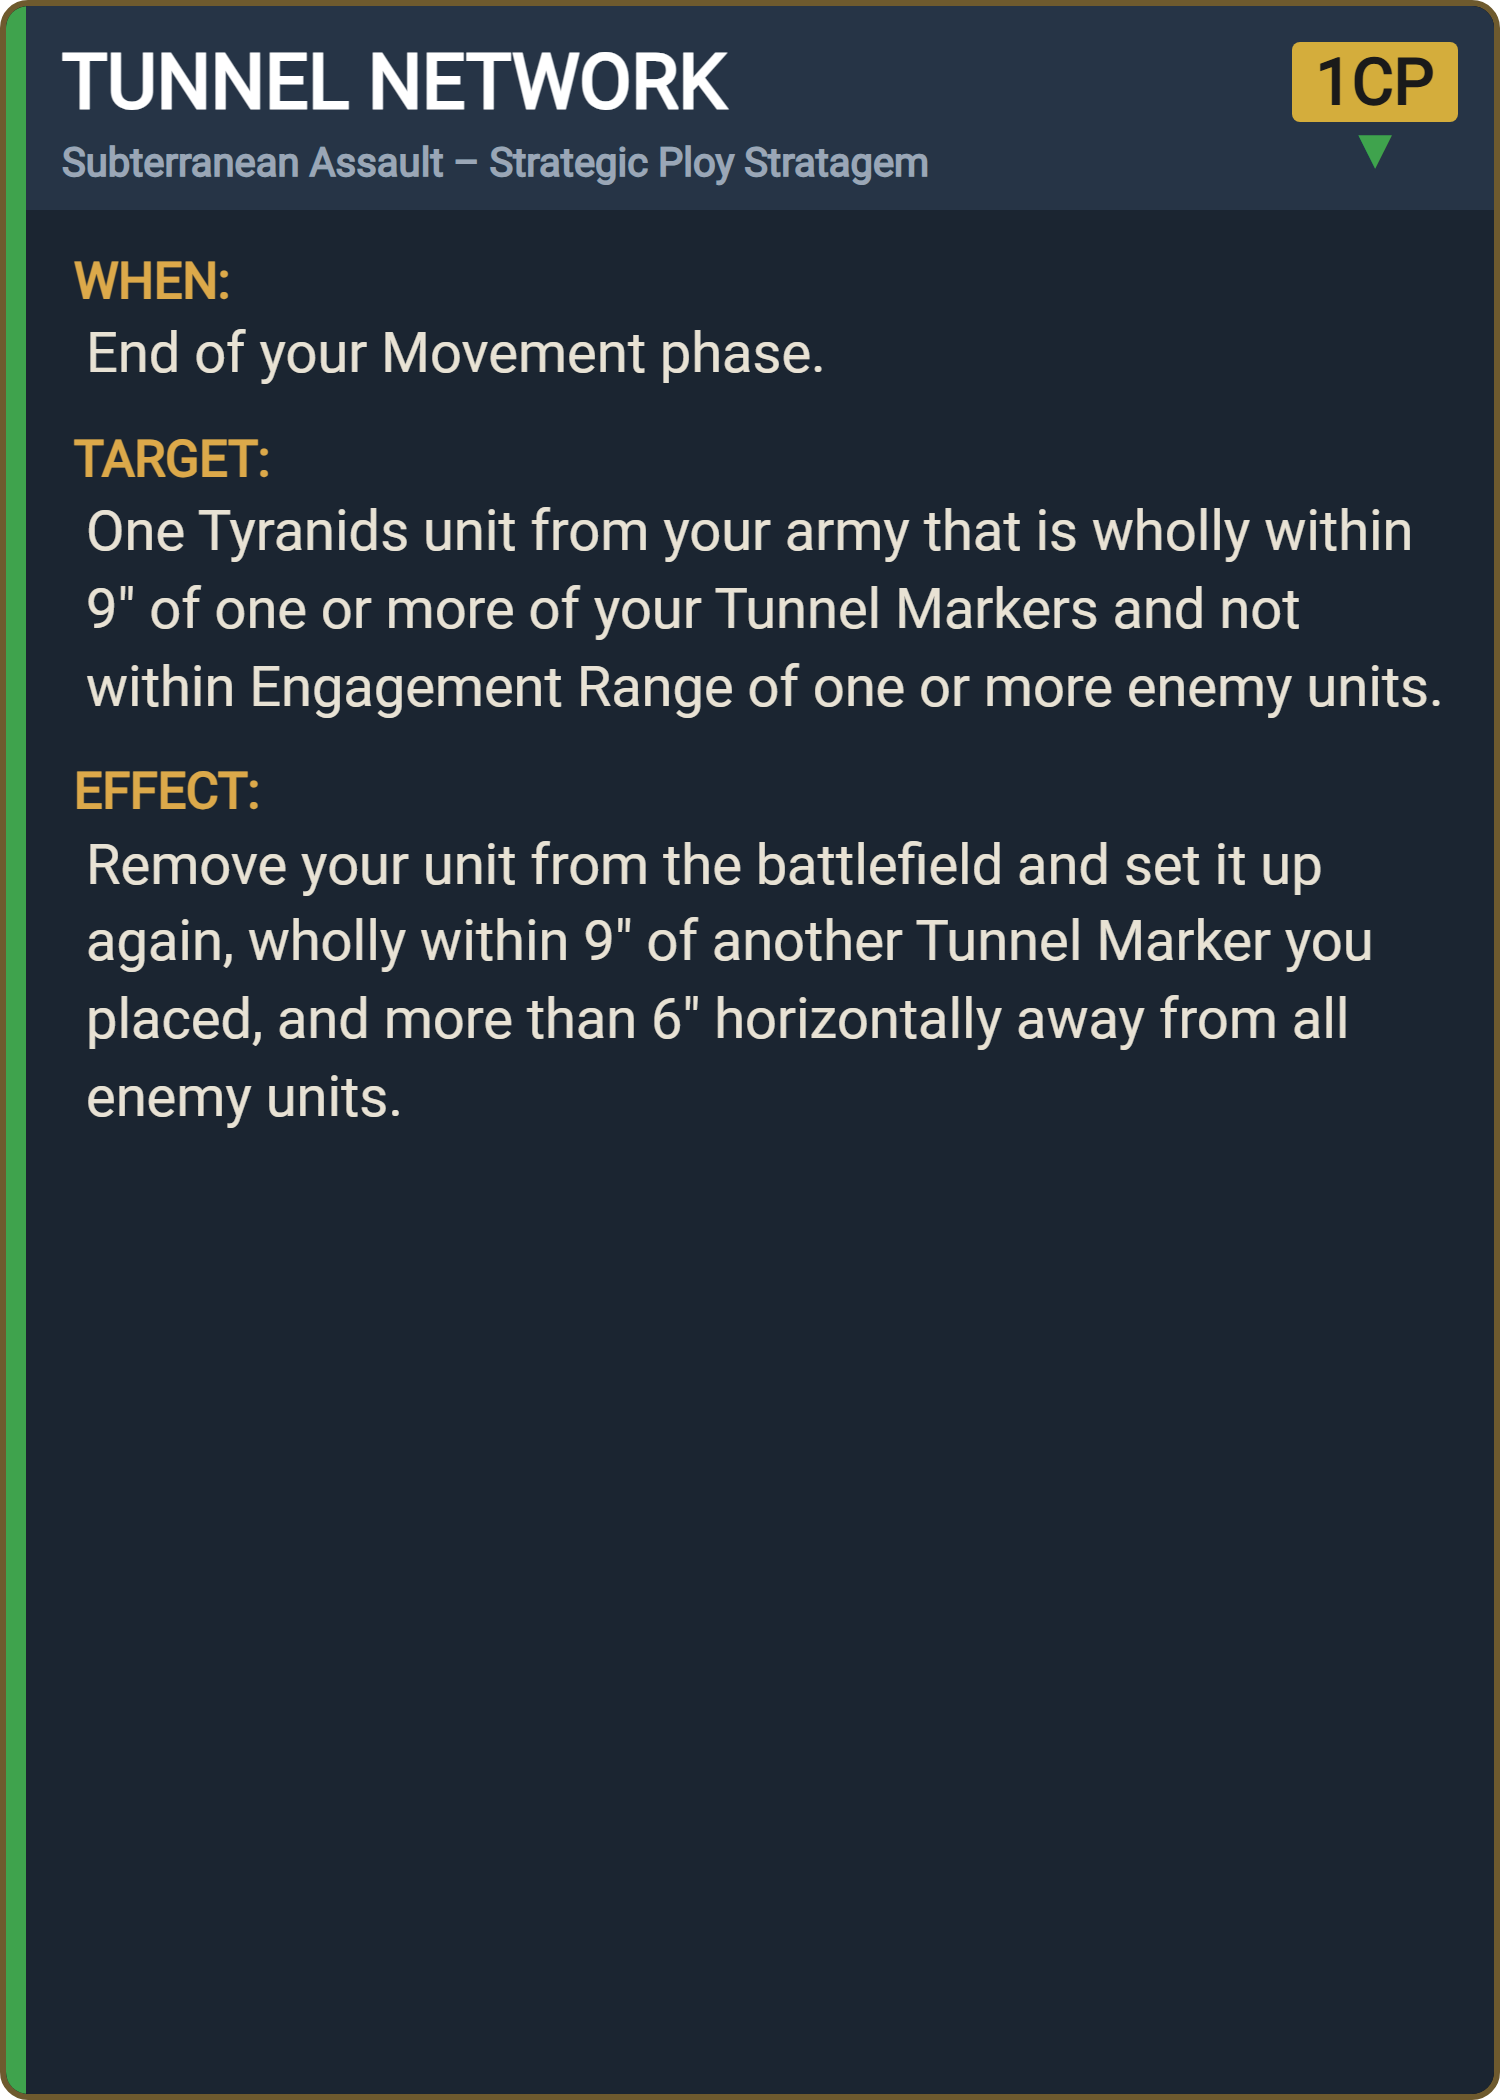 TUNNEL NETWORK
1CP
Subterranean Assault – Strategic Ploy Stratagem
WHEN:
End of your Movement phase.
TARGET:
One Tyranids unit from your army that is wholly within
9" of one or more of your Tunnel Markers and not
within Engagement Range of one or more enemy units.
EFFECT:
Remove your unit from the battlefield and set it up
again, wholly within 9" of another Tunnel Marker you
placed, and more than 6" horizontally away from all
enemy units.